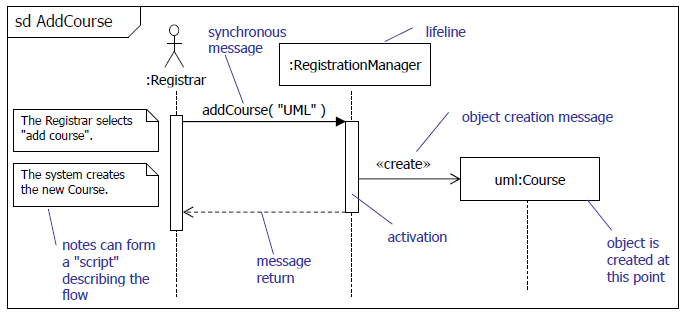 sd AddCourse
synchronous
message
lifeline
:Registrar
:RegistrationManager
The Registrar selects
"add course".
addCourse( "UML" )
object creation message
The system creates
the new Course.
«create»
uml:Course
notes can form
a "script"
describing the
flow
message
return
activation
object is
created at
this point